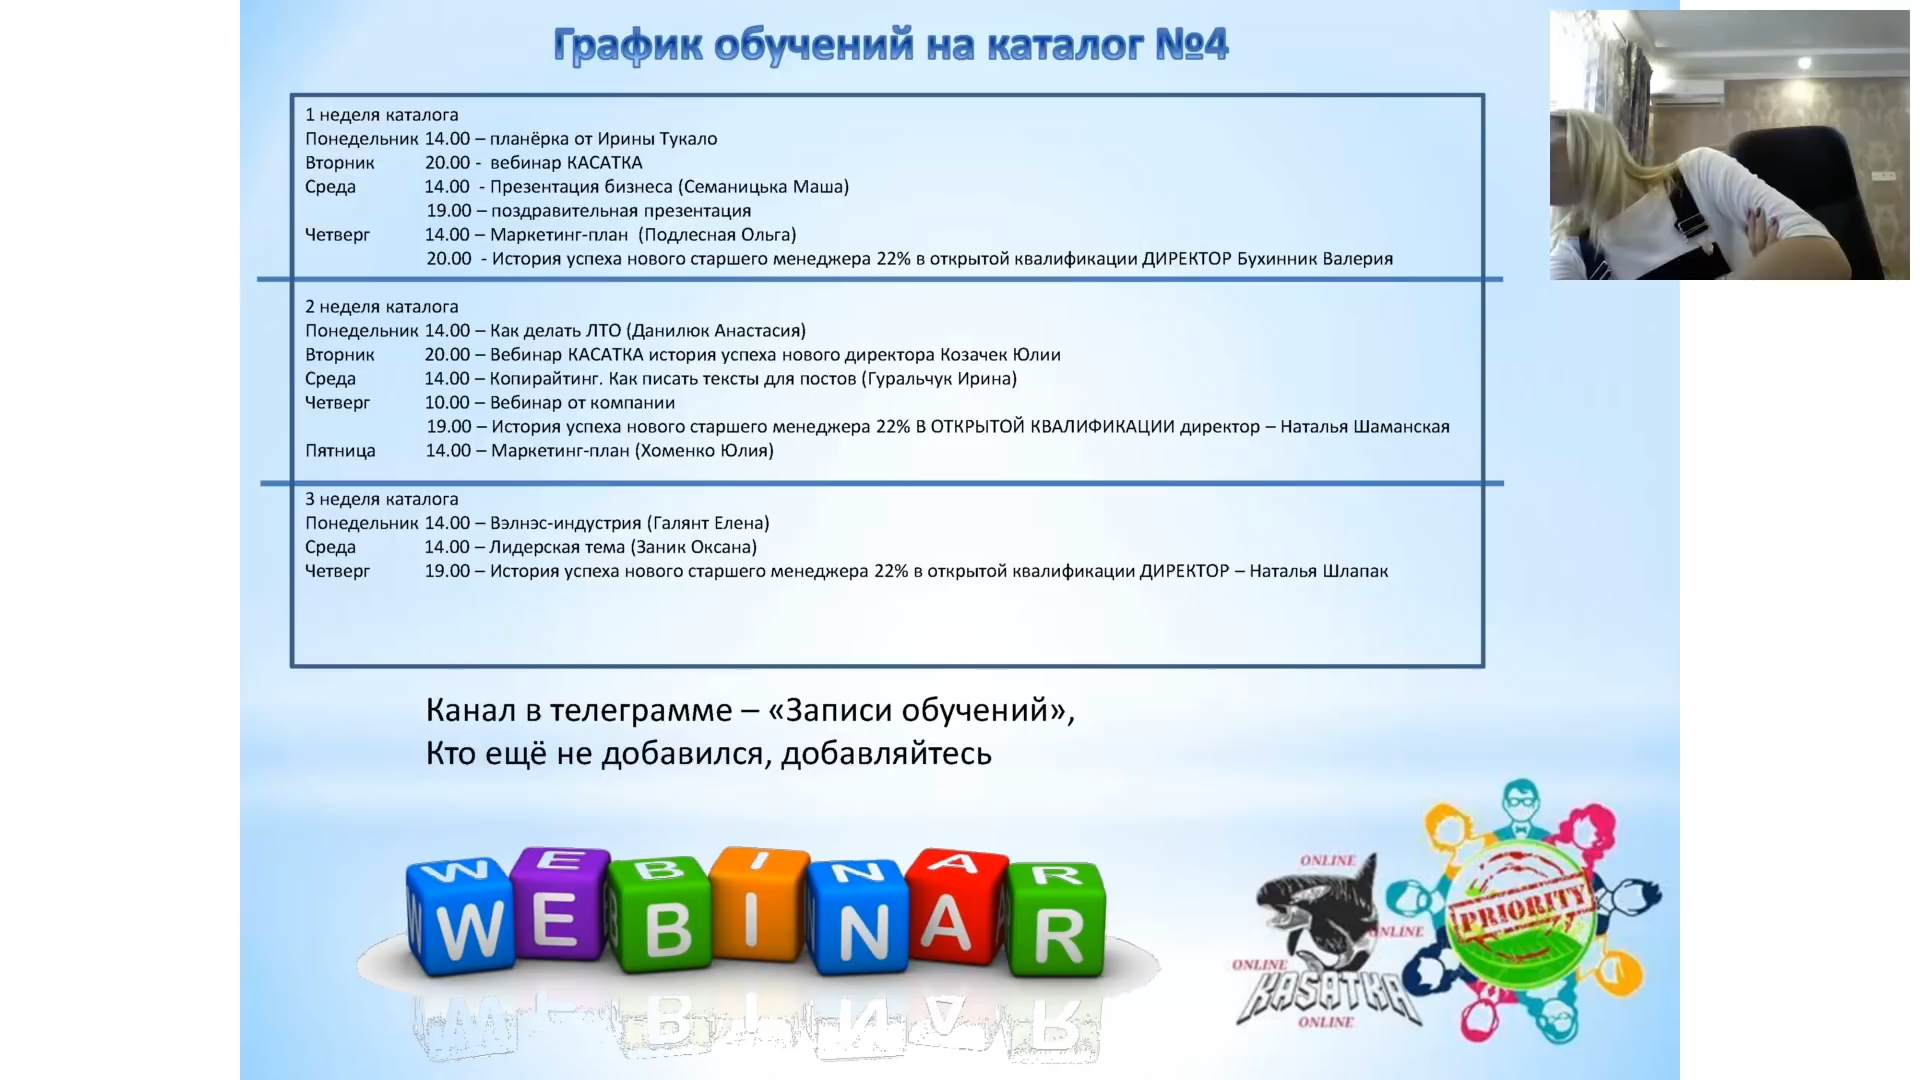 График обучений на каталог №4
1 неделя каталога
Понедельник 14.00 – планёрка от Ирины Тукало
Вторник 20.00 - вебинар КАСАТКА
Среда 14.00 - Презентация бизнеса (Семаницька Маша)
19.00 – поздравительная презентация
Четверг 14.00 – Маркетинг-план (Подлесная Ольга)
20.00 - История успеха нового старшего менеджера 22% в открытой квалификации ДИРЕКТОР Бухинник Валерия
2 неделя каталога
Понедельник 14.00 – Как делать ЛТО (Данилюк Анастасия)
Вторник 20.00 – Вебинар КАСАТКА история успеха нового директора Козачек Юлии
Среда 14.00 – Копирайтинг. Как писать тексты для постов (Гуральчук Ирина)
Четверг 10.00 – Вебинар от компании
19.00 – История успеха нового старшего менеджера 22% В ОТКРЫТОЙ КВАЛИФИКАЦИИ директор – Наталья Шаманская
Пятница 14.00 – Маркетинг-план (Хоменко Юлия)
3 неделя каталога
Понедельник 14.00 – Вэлнэс-индустрия (Галянт Елена)
Среда 14.00 – Лидерская тема (Заник Оксана)
Четверг 19.00 – История успеха нового старшего менеджера 22% в открытой квалификации ДИРЕКТОР – Наталья Шлапак
Канал в телеграмме – «Записи обучений»,
Кто ещё не добавился, добавляйтесь
WEBINAR
WEBINAR
ONLINE
ONLINE
ONLINE
KASATKA
ONLINE
PRIORITY